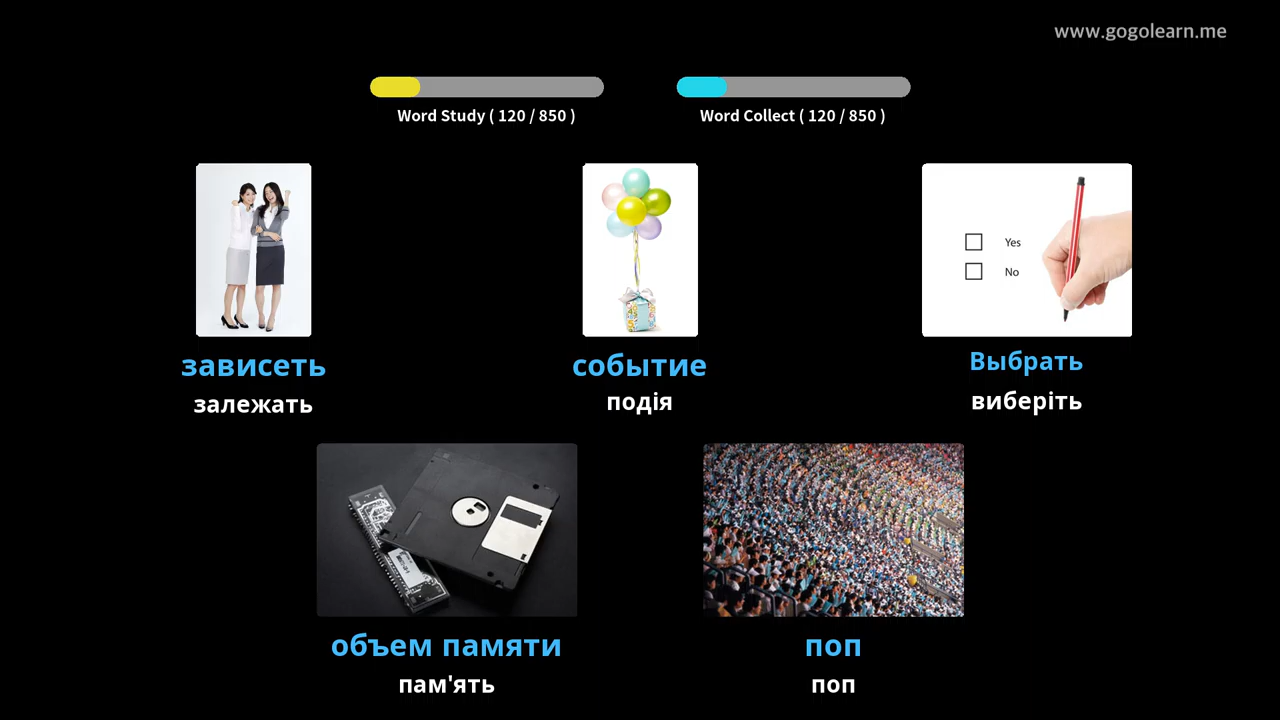 www.gogolearn.me
Word Study ( 120 / 850 )
Word Collect ( 120 / 850 )
Yes
No
зависеть
событие
Выбрать
залежать
подія
виберіть
объем памяти
поп
пам'ять
поп